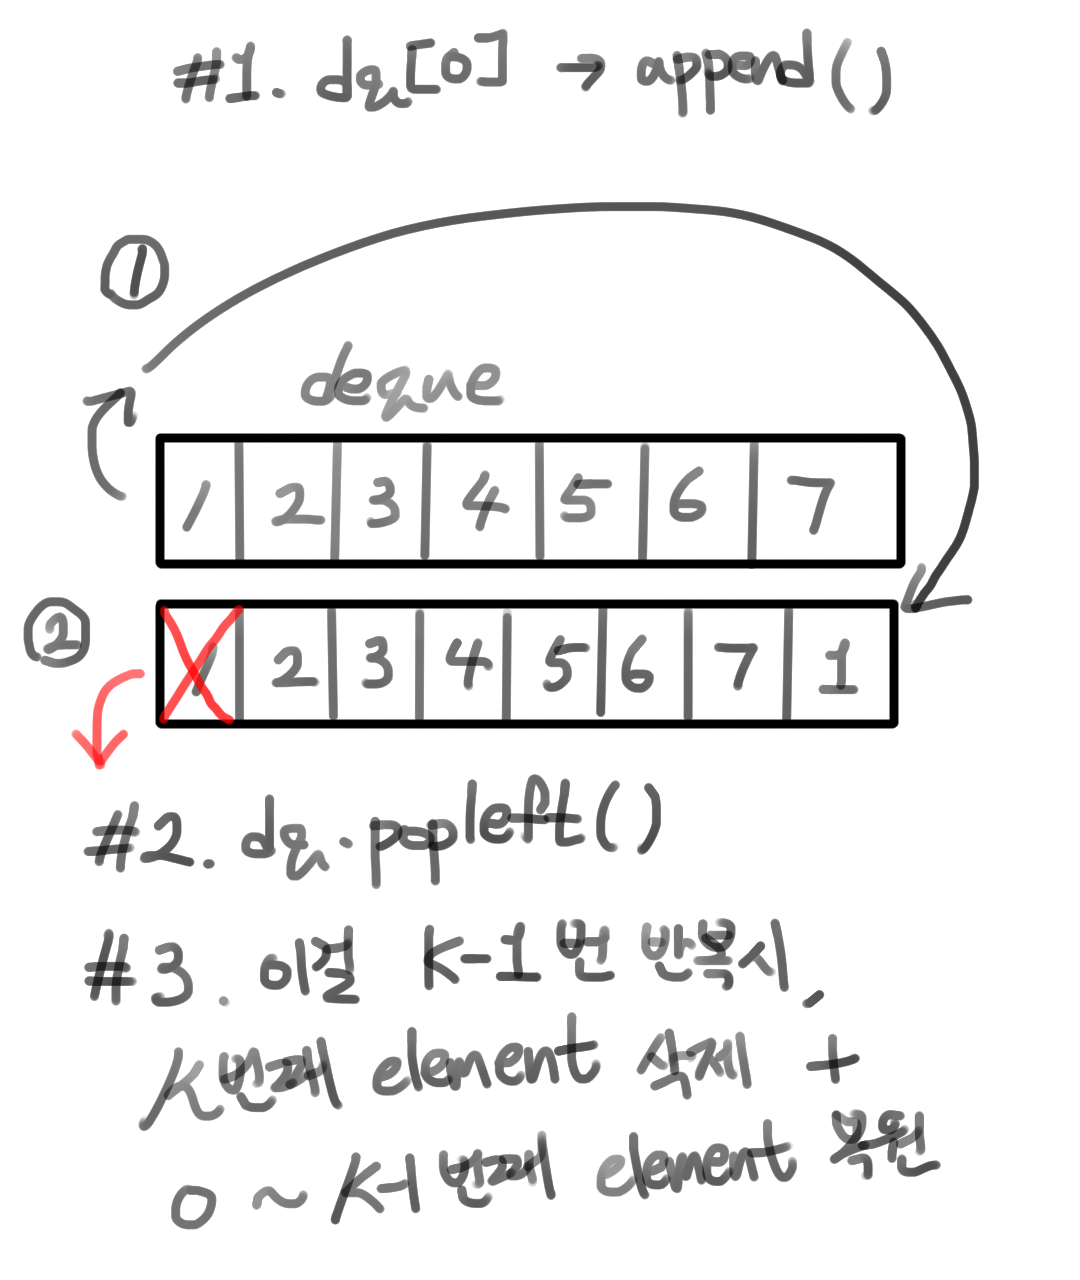 #1. dq[0] → append()
①
deque
1 2 3 4 5 6 7
②
1 2 3 4 5 6 7 1
#2. dq.popleft()
#3. 이걸 K-1번 반복시,
K번째 element 삭제 +
0 ~ K-1번째 element 복원